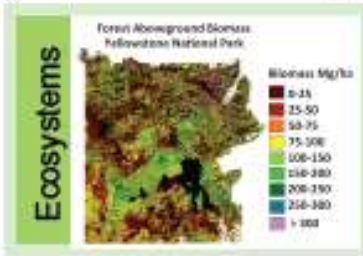 Ecosystems
Forest Aboveground Biomass
Yellowstone National Park
Biomass Mg/ha
0-25
25-50
50-75
75-100
100-150
150-200
200-250
250-300
> 300